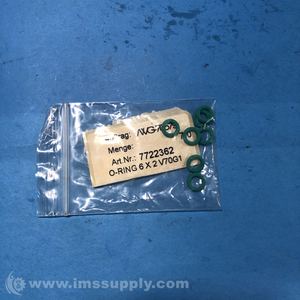 Menge:
Art.Nr.: 7722362
O-RING 6 X 2 V70G1
© www.imssupply.com